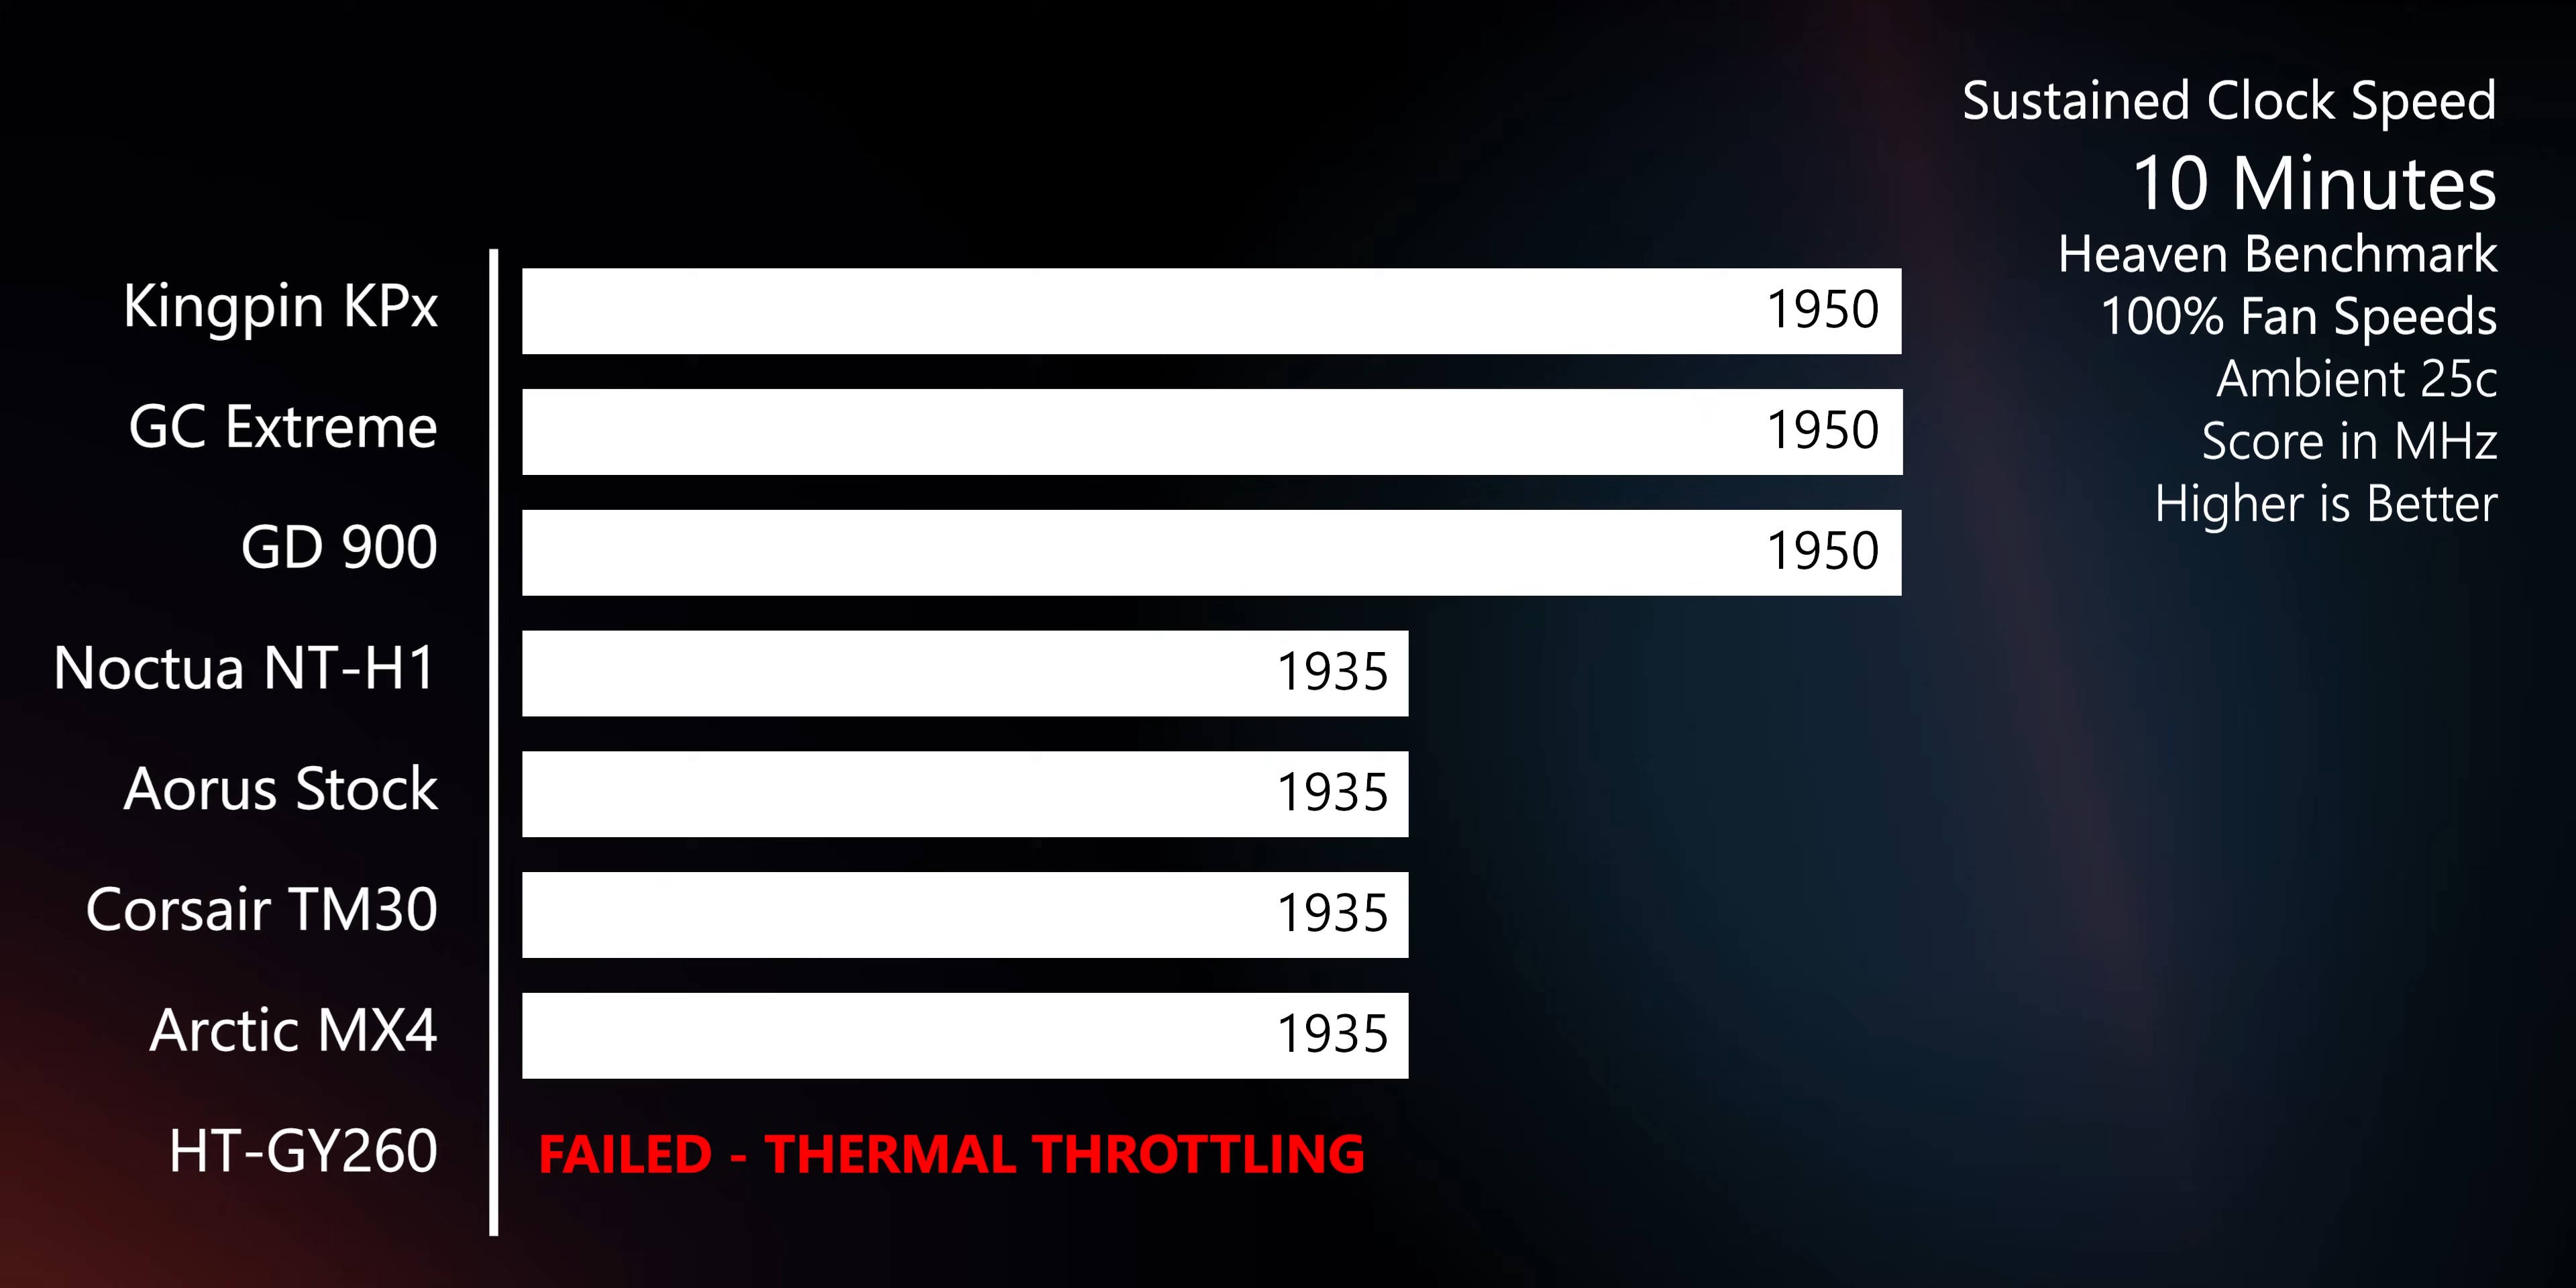 Sustained Clock Speed
10 Minutes
Heaven Benchmark
100% Fan Speeds
Ambient 25c
Score in MHz
Higher is Better
Kingpin KPx 1950
GC Extreme 1950
GD 900 1950
Noctua NT-H1 1935
Aorus Stock 1935
Corsair TM30 1935
Arctic MX4 1935
HT-GY260 FAILED - THERMAL THROTTLING